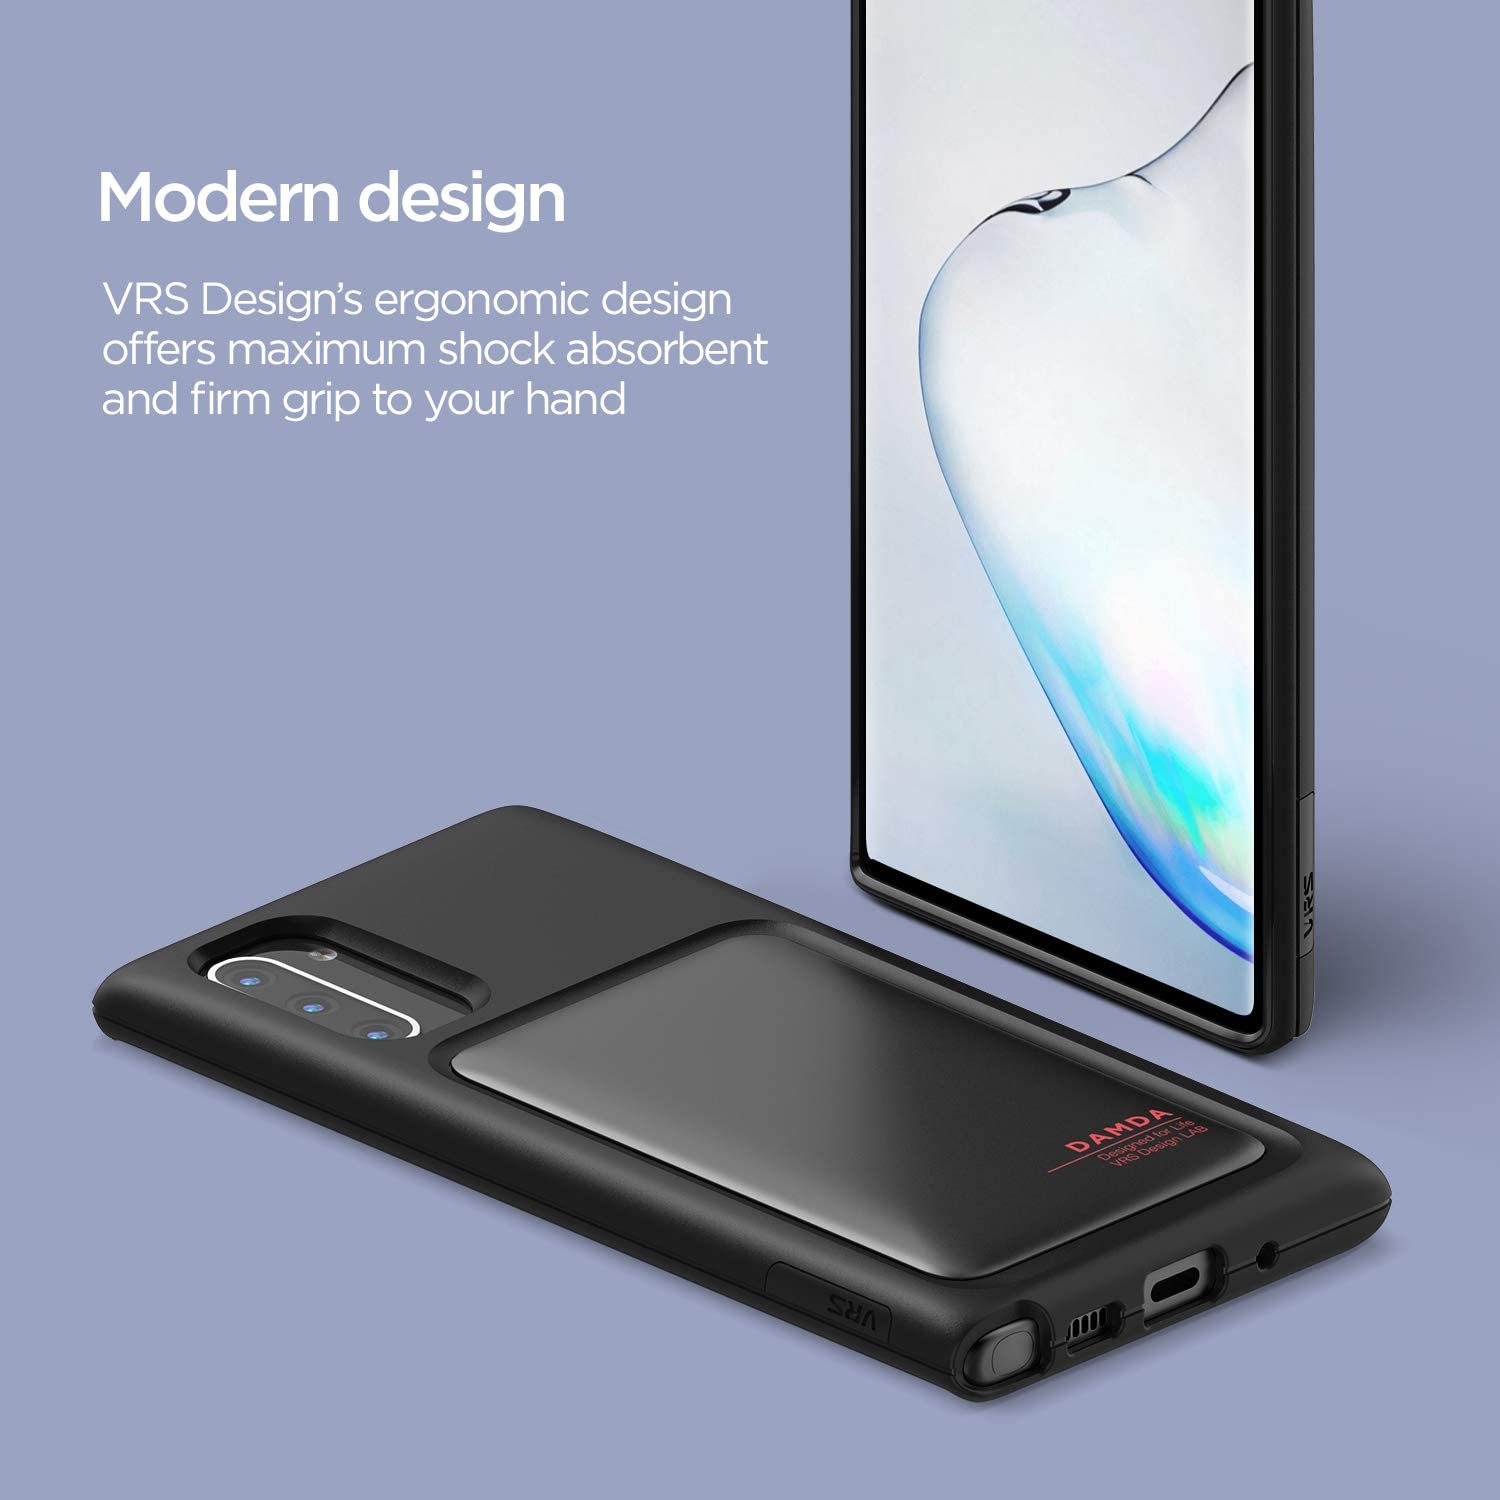 Modern design
VRS Design's ergonomic design
offers maximum shock absorbent
and firm grip to your hand
VRS
DAMDA
Designed for Life
VRS Design LAB
VRS